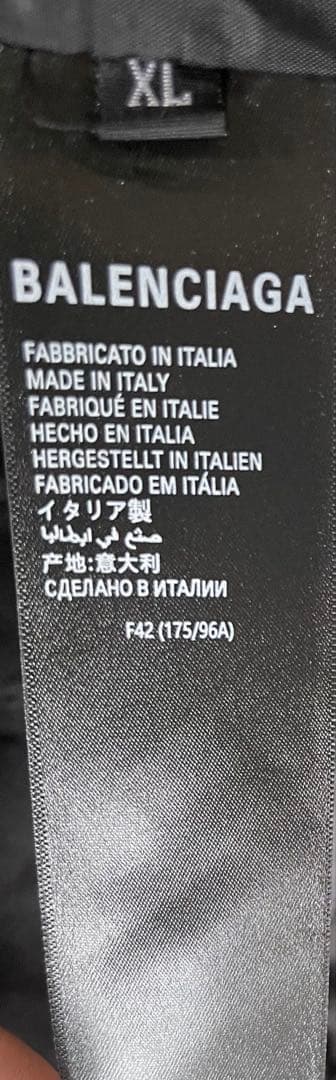 XL
BALENCIAGA
FABBRICATO IN ITALIA
MADE IN ITALY
FABRIQUÉ EN ITALIE
HECHO EN ITALIA
HERGESTELLT IN ITALIEN
FABRICADO EM ITÁLIA
イタリア製
صنع في ايطاليا
产地:意大利
СДЕЛАНО В ИТАЛИИ
F42 (175/96A)